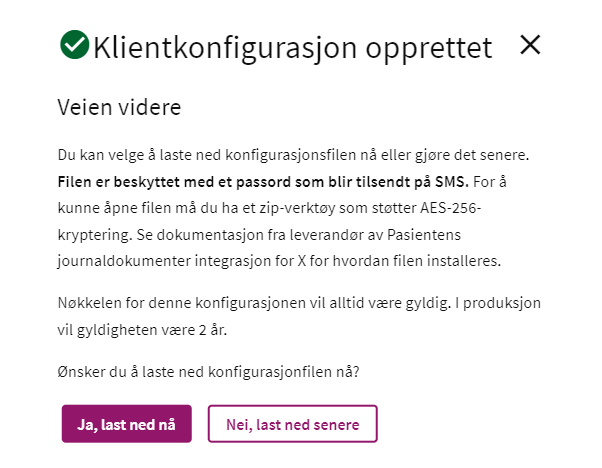 Klientkonfigurasjon opprettet
Veien videre
Du kan velge å laste ned konfigurasjonsfilen nå eller gjøre det senere.
Filen er beskyttet med et passord som blir tilsendt på SMS. For å
kunne åpne filen må du ha et zip-verktøy som støtter AES-256-
kryptering. Se dokumentasjon fra leverandør av Pasientens
journaldokumenter integrasjon for X for hvordan filen installeres.
Nøkkelen for denne konfigurasjonen vil alltid være gyldig. I produksjon
vil gyldigheten være 2 år.
Ønsker du å laste ned konfigurasjonfilen nå?
Ja, last ned nå
Nei, last ned senere